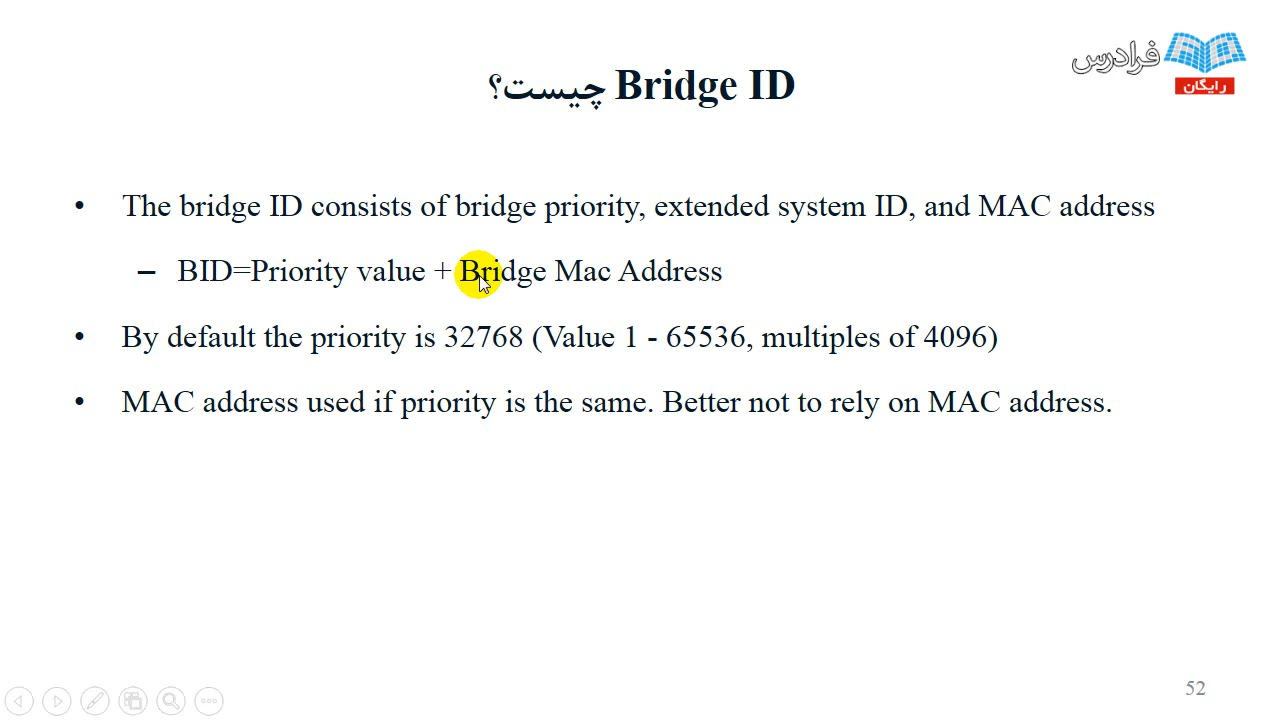 فرادرس
رایگان
Bridge ID چیست؟
• The bridge ID consists of bridge priority, extended system ID, and MAC address
– BID=Priority value + Bridge Mac Address
• By default the priority is 32768 (Value 1 - 65536, multiples of 4096)
• MAC address used if priority is the same. Better not to rely on MAC address.
52